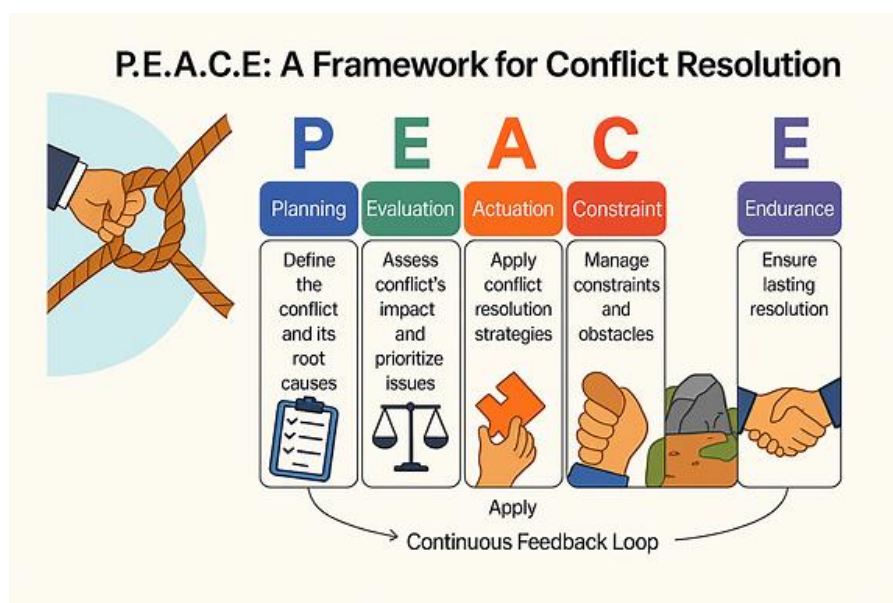 P.E.A.C.E: A Framework for Conflict Resolution
P
Planning
Define
the
conflict
and its
root
causes
E
Evaluation
Assess
conflict's
impact
and
prioritize
issues
A
Actuation
Apply
conflict
resolution
strategies
C
Constraint
Manage
constraints
and
obstacles
E
Endurance
Ensure
lasting
resolution
Apply
Continuous Feedback Loop